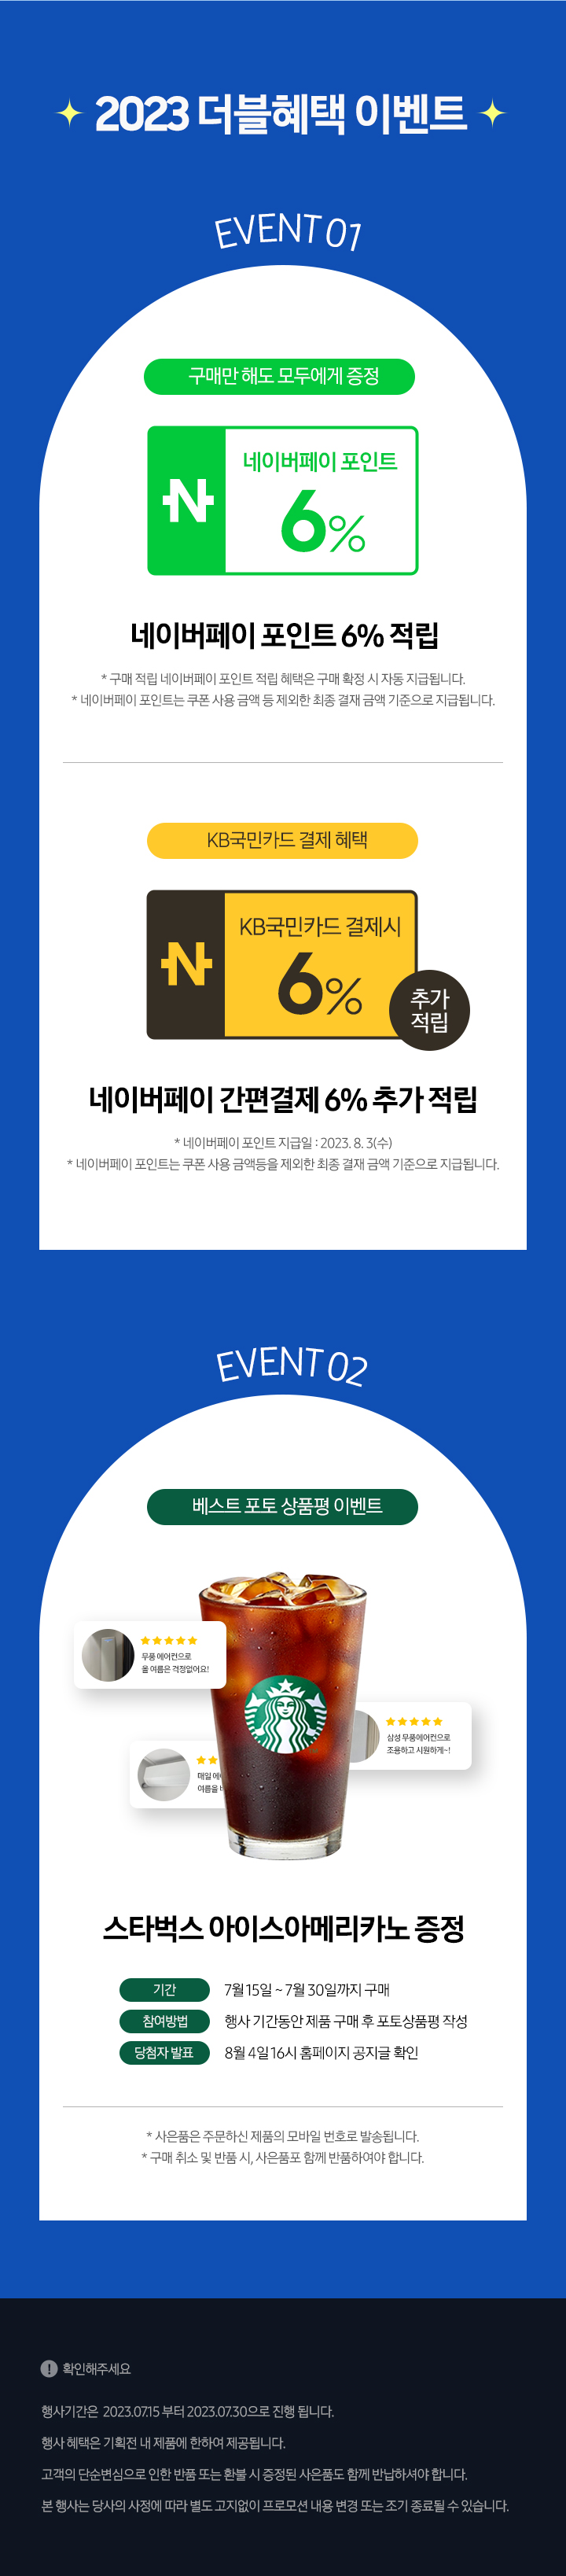 2023 더블혜택 이벤트
EVENT 01
구매만 해도 모두에게 증정
네이버페이 포인트
N
6%
네이버페이 포인트 6% 적립
* 구매 적립 네이버페이 포인트 적립 혜택은 구매 확정 시 자동 지급됩니다.
* 네이버페이 포인트는 쿠폰 사용 금액 등 제외한 최종 결재 금액 기준으로 지급됩니다.
KB국민카드 결제 혜택
KB국민카드 결제시
N
6%
추가
적립
네이버페이 간편결제 6% 추가 적립
* 네이버페이 포인트 지급일 : 2023. 8. 3(수)
* 네이버페이 포인트는 쿠폰 사용 금액등을 제외한 최종 결재 금액 기준으로 지급됩니다.
EVENT 02
베스트 포토 상품평 이벤트
무풍 에어컨으로
올 여름은 걱정없어요!
삼성 무풍에어컨으로
조용하고 시원하게~!
매일 에
여름을
스타벅스 아이스아메리카노 증정
기간 7월 15일 ~ 7월 30일까지 구매
참여방법 행사 기간동안 제품 구매 후 포토상품평 작성
당첨자 발표 8월 4일 16시 홈페이지 공지글 확인
* 사은품은 주문하신 제품의 모바일 번호로 발송됩니다.
* 구매 취소 및 반품 시, 사은품포 함께 반품하여야 합니다.
! 확인해주세요
행사기간은 2023.07.15 부터 2023.07.30으로 진행 됩니다.
행사 혜택은 기획전 내 제품에 한하여 제공됩니다.
고객의 단순변심으로 인한 반품 또는 환불 시 증정된 사은품도 함께 반납하셔야 합니다.
본 행사는 당사의 사정에 따라 별도 고지없이 프로모션 내용 변경 또는 조기 종료될 수 있습니다.